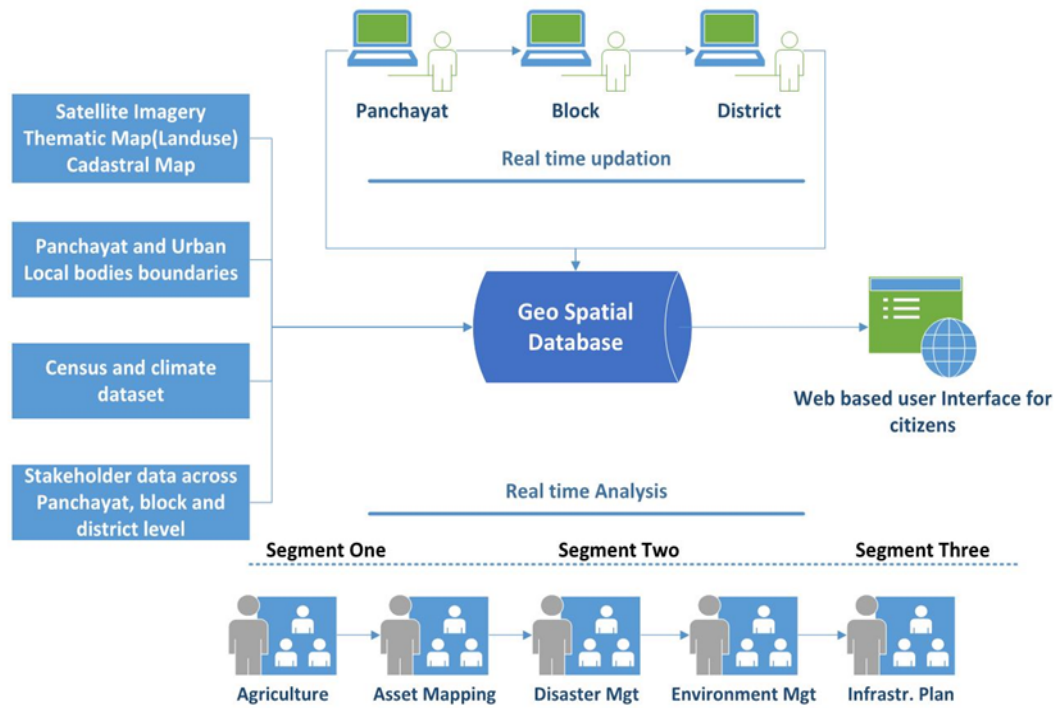 Panchayat
Block
District
Real time updation
Satellite Imagery
Thematic Map(Landuse)
Cadastral Map
Panchayat and Urban
Local bodies boundaries
Census and climate
dataset
Stakeholder data across
Panchayat, block and
district level
Geo Spatial
Database
Web based user Interface for
citizens
Real time Analysis
Segment One
Segment Two
Segment Three
Agriculture
Asset Mapping
Disaster Mgt
Environment Mgt
Infrastr. Plan